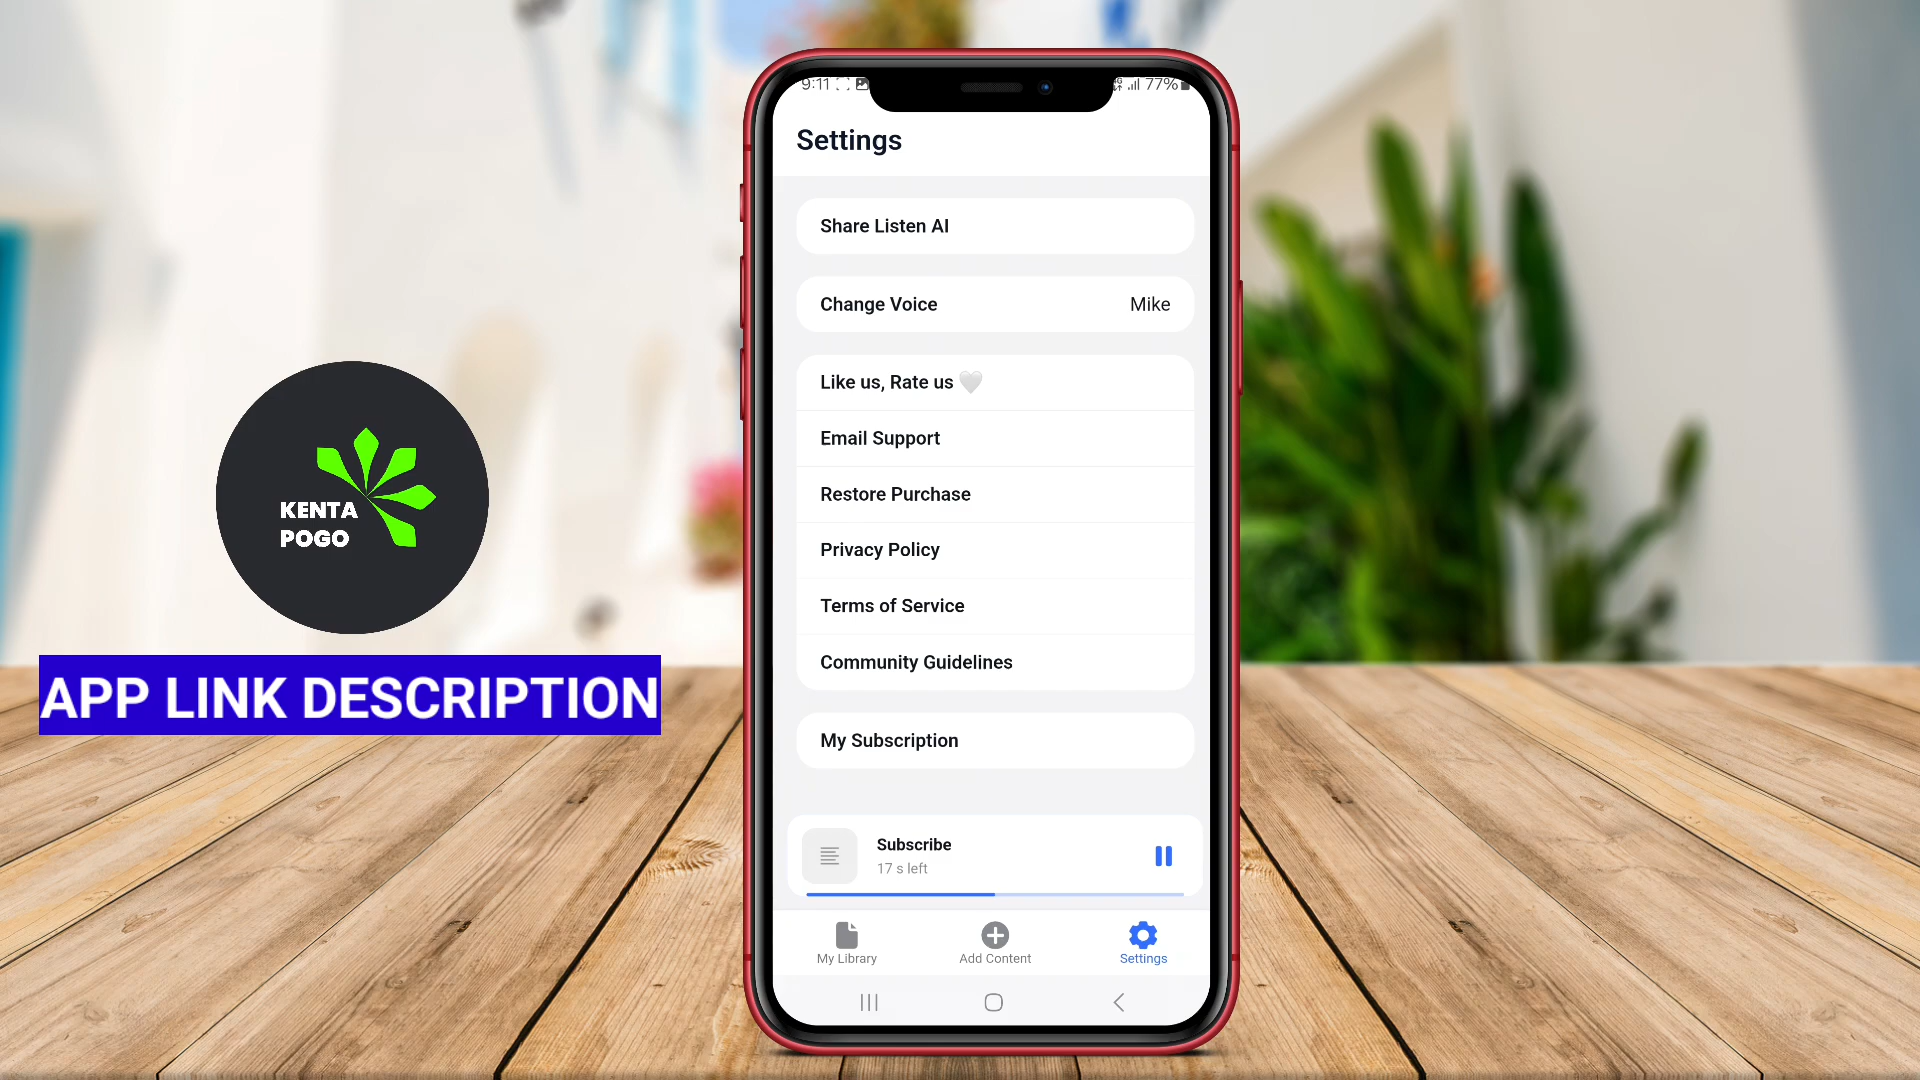 9:11
77%
Settings
Share Listen AI
Change Voice Mike
Like us, Rate us
Email Support
Restore Purchase
Privacy Policy
Terms of Service
Community Guidelines
My Subscription
Subscribe
17 s left
My Library Add Content Settings
KENTA
POGO
APP LINK DESCRIPTION